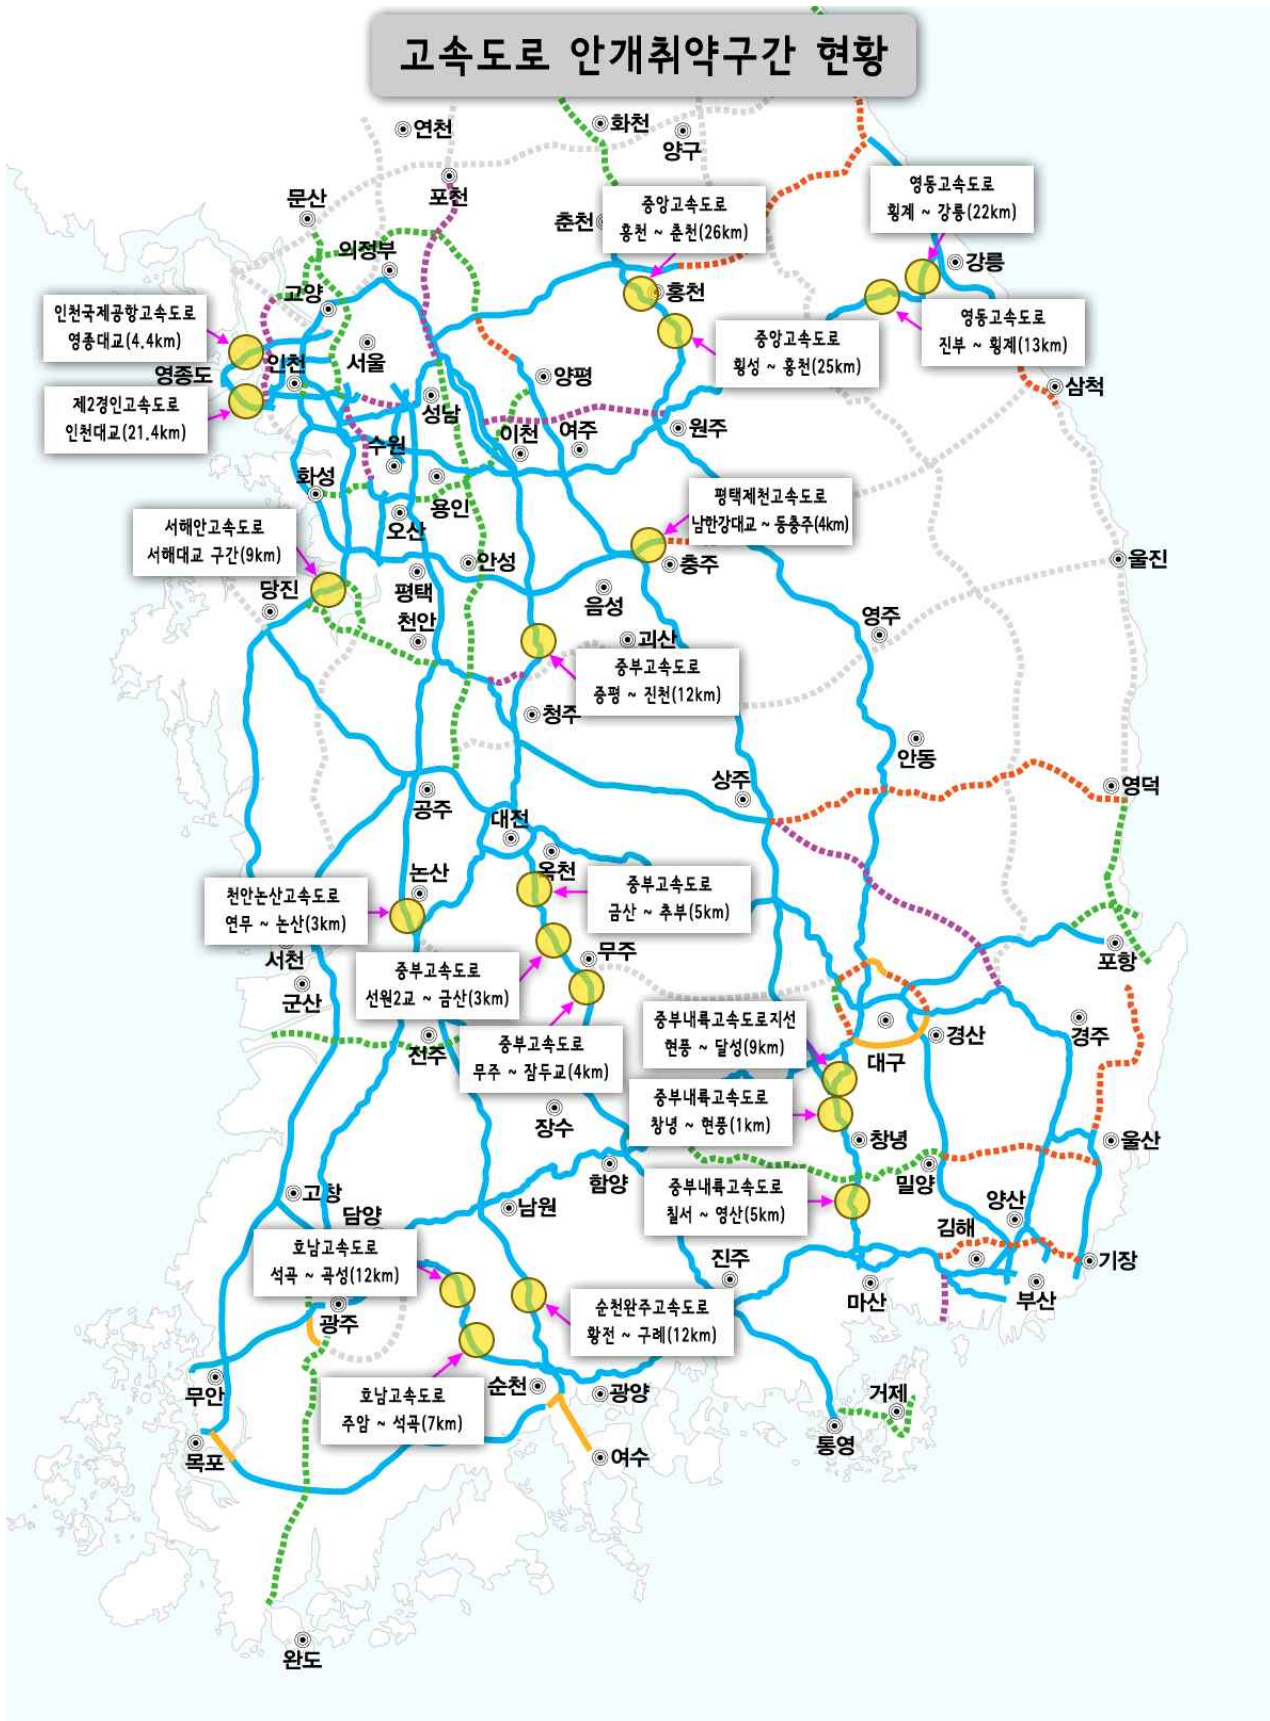 고속도로 안개취약구간 현황
연천
화천
양구
포천
문산
춘천
의정부
중앙고속도로
홍천 ~ 춘천(26km)
영동고속도로
횡계 ~ 강릉(22km)
강릉
고양
홍천
인천국제공항고속도로
영종대교(4.4km)
영동고속도로
진부 ~ 횡계(13km)
중앙고속도로
횡성 ~ 홍천(25km)
서울
인천
영종도
양평
삼척
제2경인고속도로
인천대교(21.4km)
성남
수원
이천
여주
원주
화성
용인
오산
평택제천고속도로
남한강대교 ~ 동충주(4km)
서해안고속도로
서해대교 구간(9km)
안성
충주
울진
당진
평택
음성
천안
괴산
영주
중부고속도로
증평 ~ 진천(12km)
청주
안동
상주
영덕
공주
대전
옥천
논산
천안논산고속도로
연무 ~ 논산(3km)
중부고속도로
금산 ~ 추부(5km)
서천
무주
포항
군산
중부고속도로
선원2교 ~ 금산(3km)
중부내륙고속도로지선
현풍 ~ 달성(9km)
전주
중부고속도로
무주 ~ 잠두교(4km)
대구
경산
경주
장수
중부내륙고속도로
창녕 ~ 현풍(1km)
창녕
울산
함양
밀양
고창
담양
남원
중부내륙고속도로
칠서 ~ 영산(5km)
양산
김해
호남고속도로
석곡 ~ 곡성(12km)
진주
마산
부산
기장
광주
순천완주고속도로
황전 ~ 구례(12km)
무안
호남고속도로
주암 ~ 석곡(7km)
순천
광양
거제
목포
여수
통영
완도